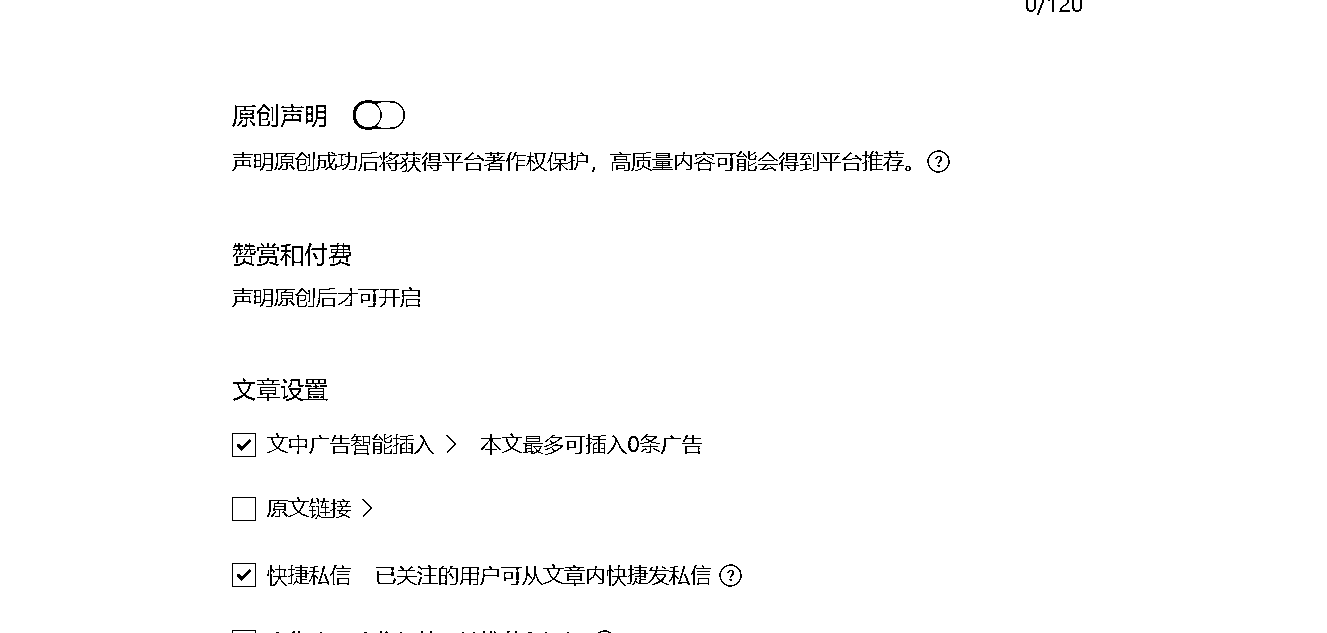 0/120
原创声明
声明原创成功后将获得平台著作权保护，高质量内容可能会得到平台推荐。?
赞赏和付费
声明原创后才可开启
文章设置
文中广告智能插入 > 本文最多可插入0条广告
原文链接 >
快捷私信 已关注的用户可从文章内快捷发私信 ?